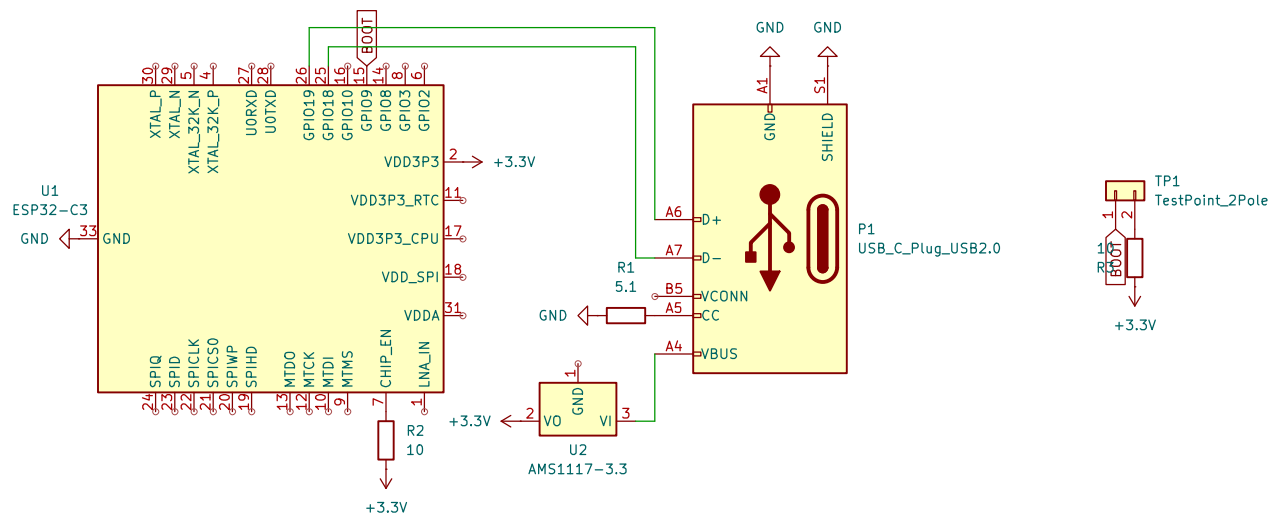 BOOT
GND
GND
30
29
5
4
27
28
26
25
16
15
14
8
6
A1
S1
XTAL_P
XTAL_N
XTAL_32K_N
XTAL_32K_P
U0RXD
U0TXD
GPIO19
GPIO18
GPIO10
GPIO9
GPIO8
GPIO3
GPIO2
GND
SHIELD
VDD3P3
2
+3.3V
U1
ESP32-C3
VDD3P3_RTC
11
GND
33
GND
VDD3P3_CPU
17
VDD_SPI
18
VDDA
31
A6
D+
A7
D-
P1
USB_C_Plug_USB2.0
R1
5.1
B5
VCONN
GND
A5
CC
A4
VBUS
TP1
TestPoint_2Pole
1
2
BOOT
10
R3
+3.3V
SPIQ
SPID
SPICLK
SPICS0
SPIWP
SPIHD
MTDO
MTCK
MTDI
MTMS
CHIP_EN
LNA_IN
24
23
22
21
20
19
13
12
10
9
7
1
R2
10
+3.3V
1
GND
+3.3V
2
VO
VI
3
U2
AMS1117-3.3